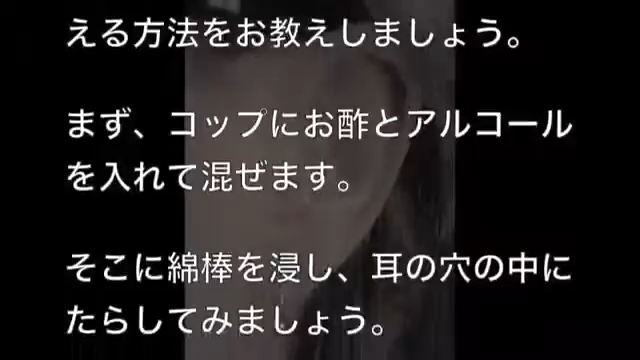 える方法をお教えしましょう。
まず、コップにお酢とアルコール
を入れて混ぜます。
そこに綿棒を浸し、耳の穴の中に
たらしてみましょう。